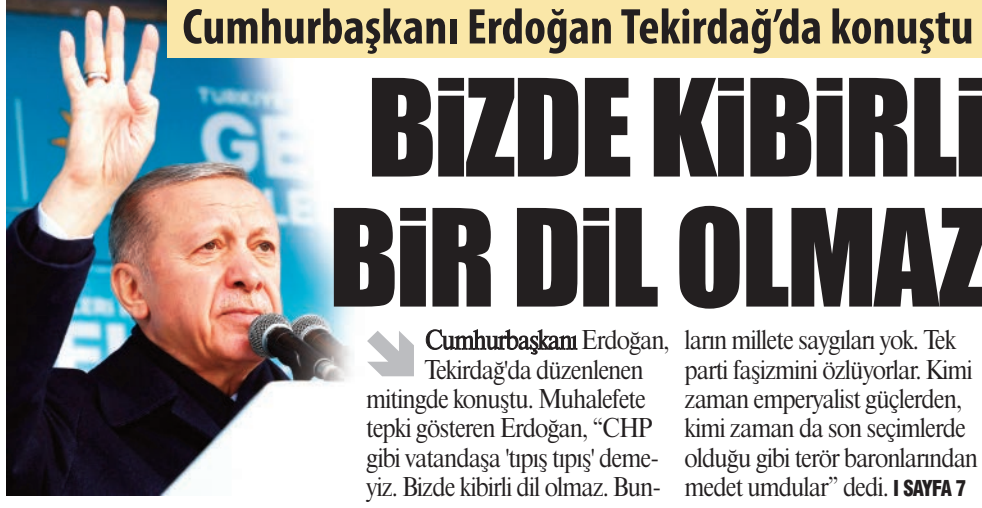 Cumhurbaşkanı Erdoğan Tekirdağ'da konuştu
BİZDE KİBİRLİ
BİR DİL OLMAZ
Cumhurbaşkanı Erdoğan,
Tekirdağ'da düzenlenen
mitingde konuştu. Muhalefete
tepki gösteren Erdoğan, “CHP
gibi vatandaşa 'tıpış tıpış' deme-
yiz. Bizde kibirli dil olmaz. Bun-
ların millete saygıları yok. Tek
parti faşizmini özlüyorlar. Kimi
zaman emperyalist güçlerden,
kimi zaman da son seçimlerde
olduğu gibi terör baronlarından
medet umdular” dedi. I SAYFA 7